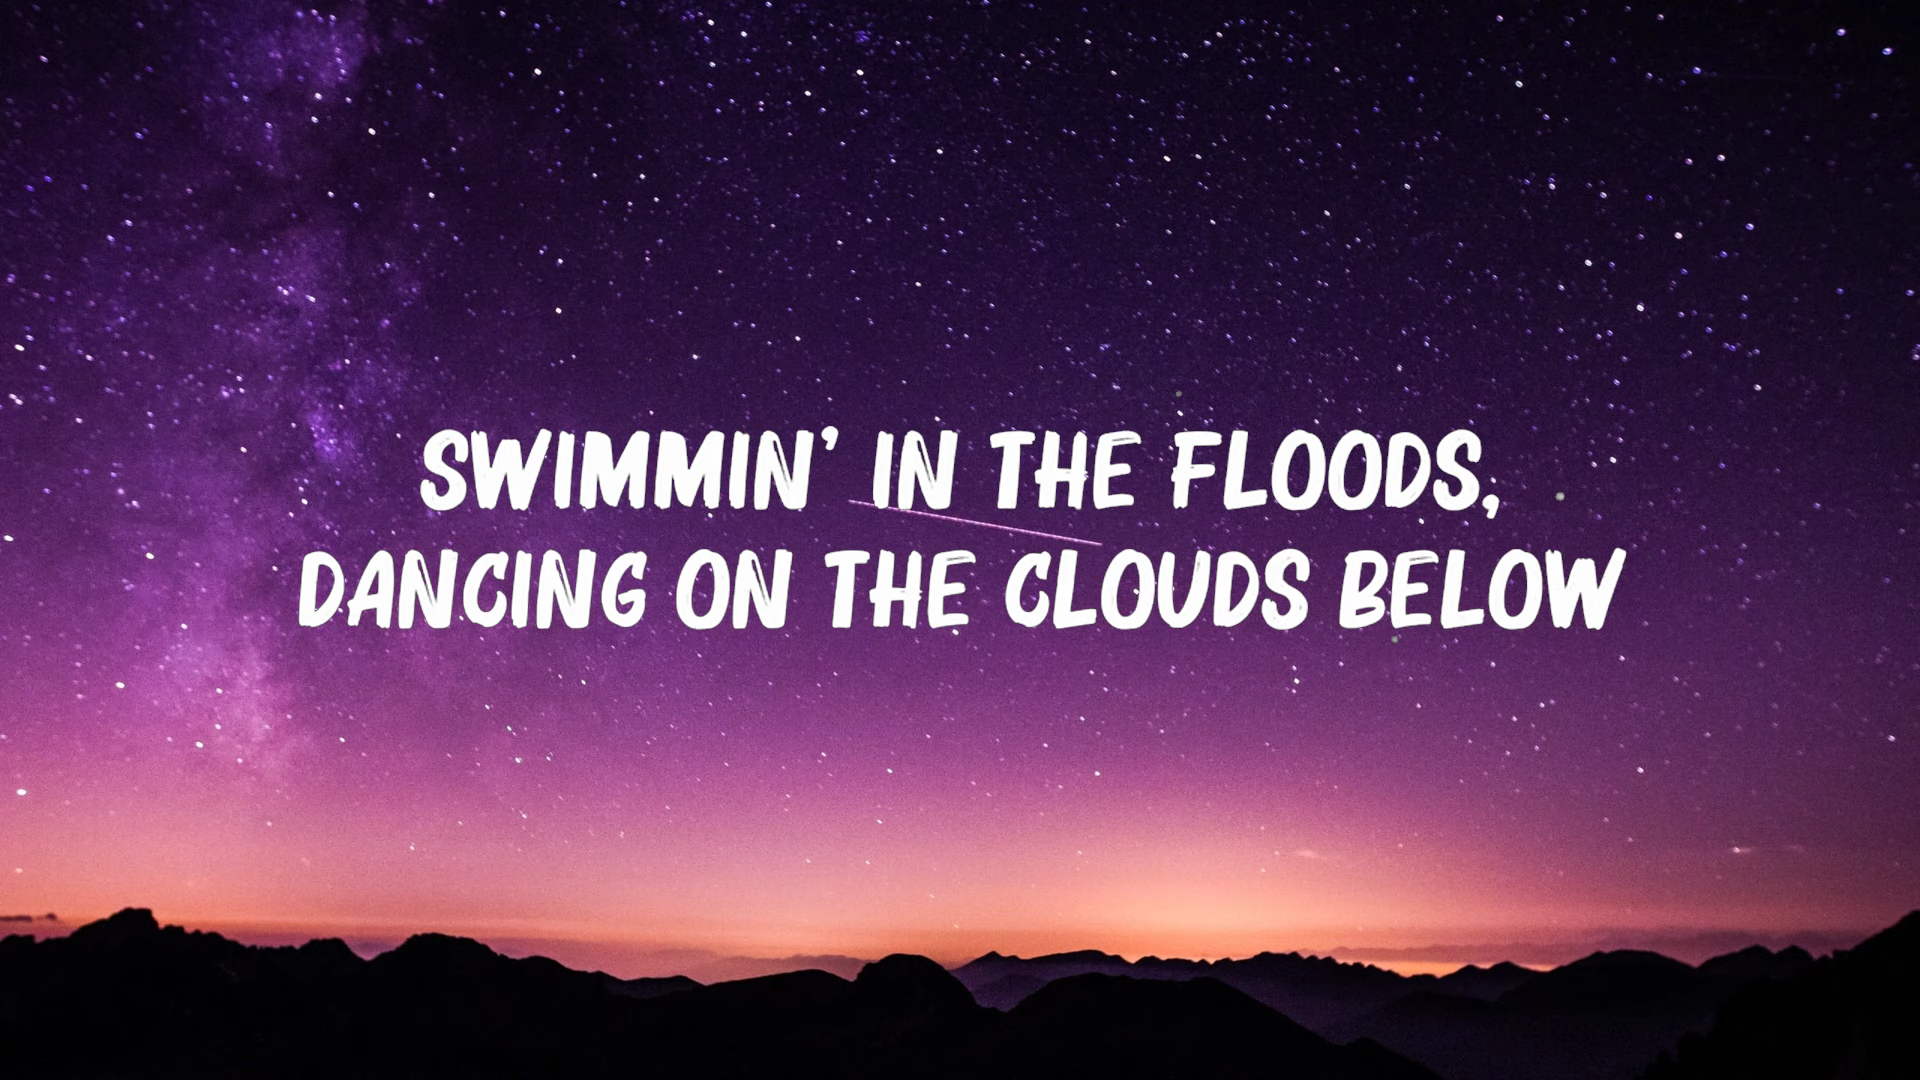 SWIMMIN’ IN THE FLOODS,
DANCING ON THE CLOUDS BELOW